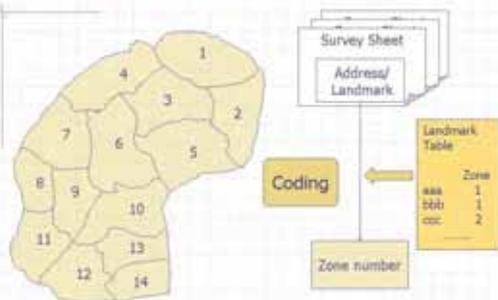 1
4
3
2
7
6
5
8
9
10
11
13
12
14
Survey Sheet
Address/
Landmark
Coding
Landmark
Table
Zone
aaa 1
bbb 1
ccc 2
Zone number